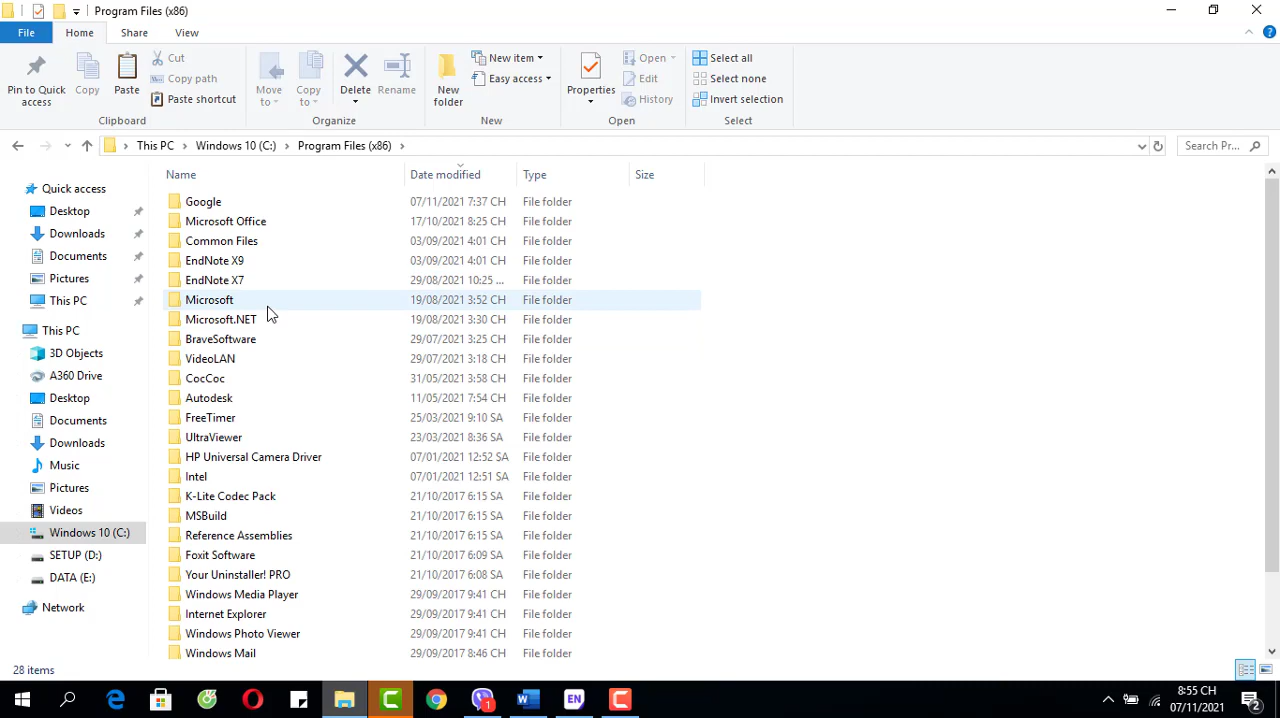 Program Files (x86)
File Home Share View
Pin to Quick access
Copy
Paste
Cut
Copy path
Paste shortcut
Clipboard
Move to
Copy to
Delete
Rename
Organize
New folder
New item
Easy access
New
Properties
Open
Edit
History
Open
Select all
Select none
Invert selection
Select
This PC Windows 10 (C:) Program Files (x86)
Search Pr...
Quick access
Desktop
Downloads
Documents
Pictures
This PC
This PC
3D Objects
A360 Drive
Desktop
Documents
Downloads
Music
Pictures
Videos
Windows 10 (C:)
SETUP (D:)
DATA (E:)
Network
Name Date modified Type Size
Google 07/11/2021 7:37 CH File folder
Microsoft Office 17/10/2021 8:25 CH File folder
Common Files 03/09/2021 4:01 CH File folder
EndNote X9 03/09/2021 4:01 CH File folder
EndNote X7 29/08/2021 10:25 ... File folder
Microsoft 19/08/2021 3:52 CH File folder
Microsoft.NET 19/08/2021 3:30 CH File folder
BraveSoftware 29/07/2021 3:25 CH File folder
VideoLAN 29/07/2021 3:18 CH File folder
CocCoc 31/05/2021 3:58 CH File folder
Autodesk 11/05/2021 7:54 CH File folder
FreeTimer 25/03/2021 9:10 SA File folder
UltraViewer 23/03/2021 8:36 SA File folder
HP Universal Camera Driver 07/01/2021 12:52 SA File folder
Intel 07/01/2021 12:51 SA File folder
K-Lite Codec Pack 21/10/2017 6:15 SA File folder
MSBuild 21/10/2017 6:15 SA File folder
Reference Assemblies 21/10/2017 6:15 SA File folder
Foxit Software 21/10/2017 6:09 SA File folder
Your Uninstaller! PRO 21/10/2017 6:08 SA File folder
Windows Media Player 29/09/2017 9:41 CH File folder
Internet Explorer 29/09/2017 9:41 CH File folder
Windows Photo Viewer 29/09/2017 9:41 CH File folder
Windows Mail 29/09/2017 8:46 CH File folder
28 items
EN
1
8:55 CH
07/11/2021
2